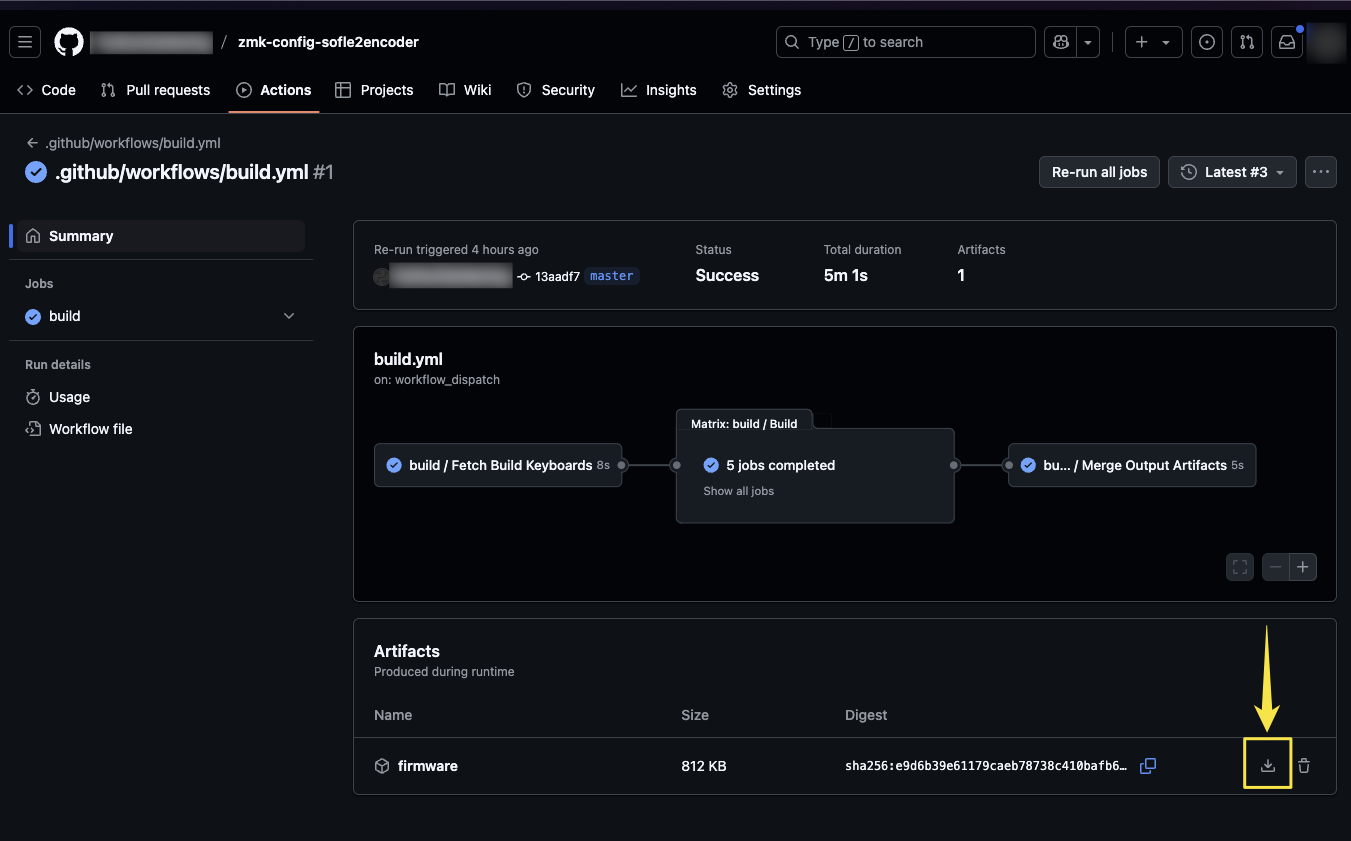 / zmk-config-sofle2encoder Type / to search
Code Pull requests Actions Projects Wiki Security Insights Settings
.github/workflows/build.yml
.github/workflows/build.yml #1 Re-run all jobs Latest #3
Summary
Jobs
build
Run details
Usage
Workflow file
Re-run triggered 4 hours ago Status Total duration Artifacts
13aadf7 master Success 5m 1s 1
build.yml
on: workflow_dispatch
Matrix: build / Build
build / Fetch Build Keyboards 8s 5 jobs completed bu... / Merge Output Artifacts 5s
Show all jobs
Artifacts
Produced during runtime
Name Size Digest
firmware 812 KB sha256:e9d6b39e61179caeb78738c410bafb6…